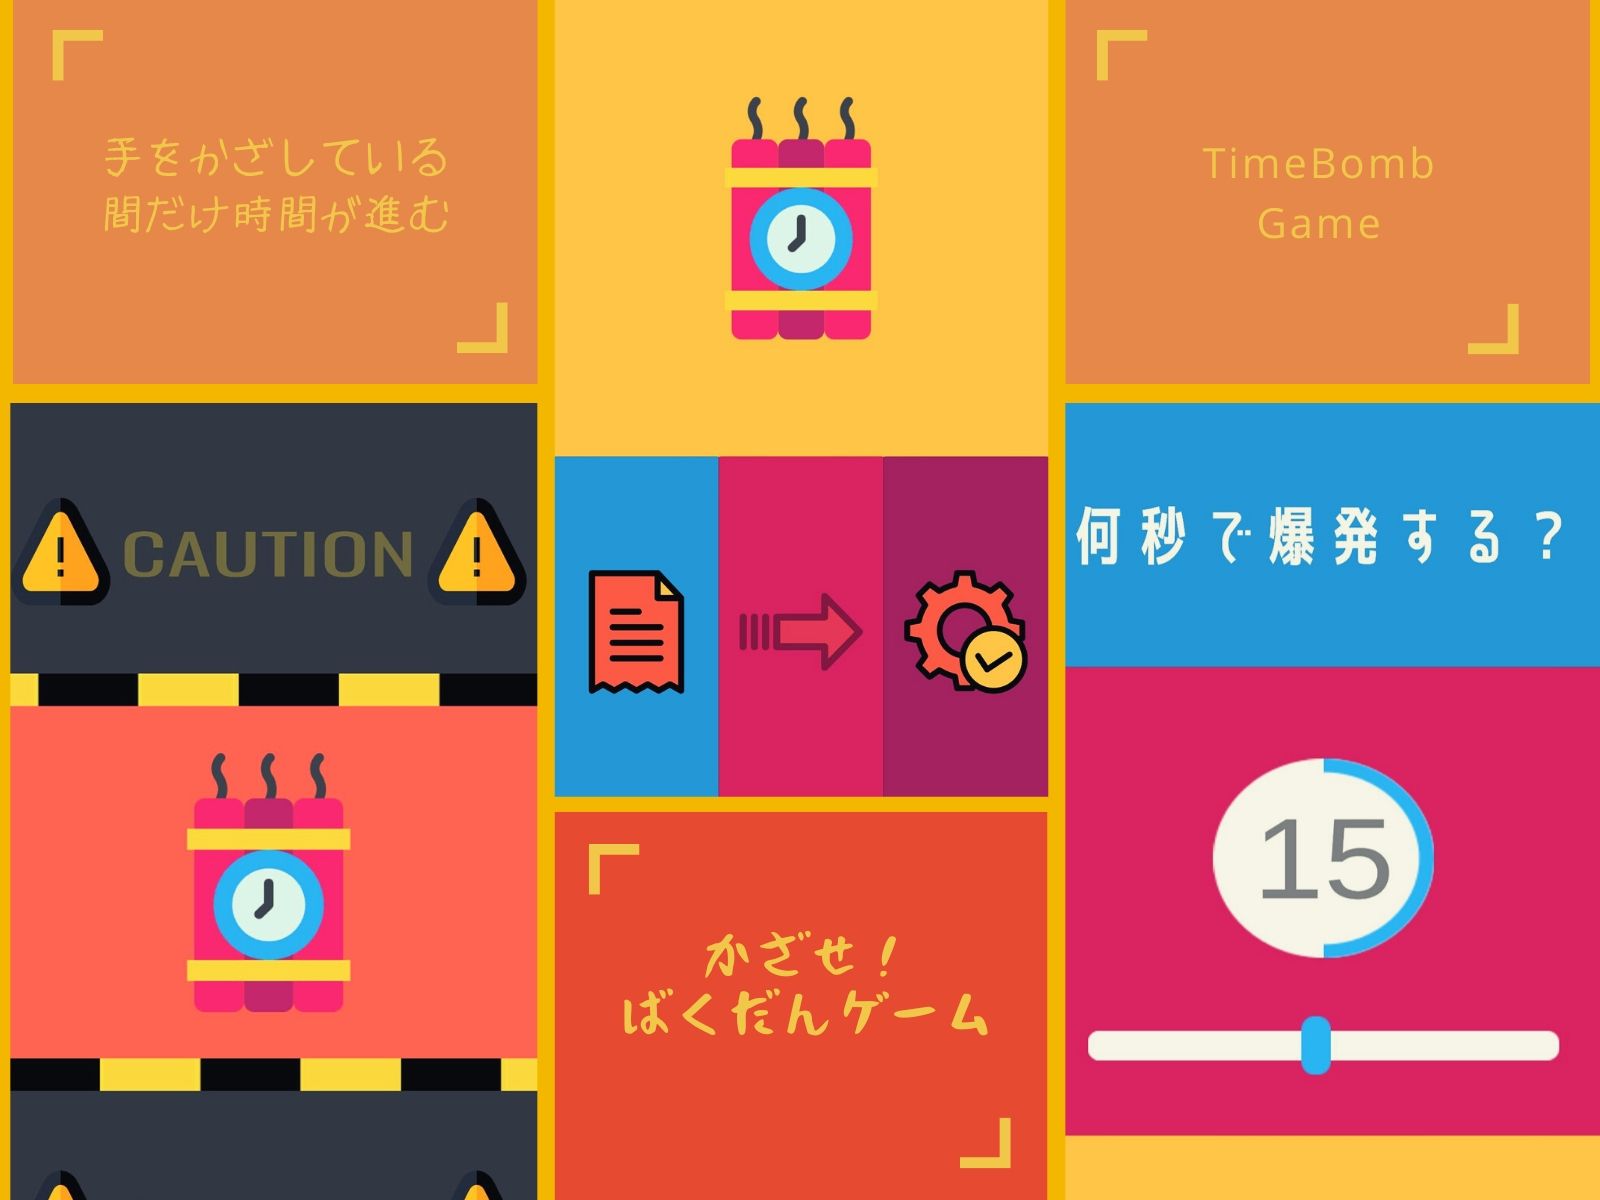 手をかざしている
間だけ時間が進む
TimeBomb
Game
CAUTION
何秒で爆発する？
15
かざせ！
ばくだんゲーム